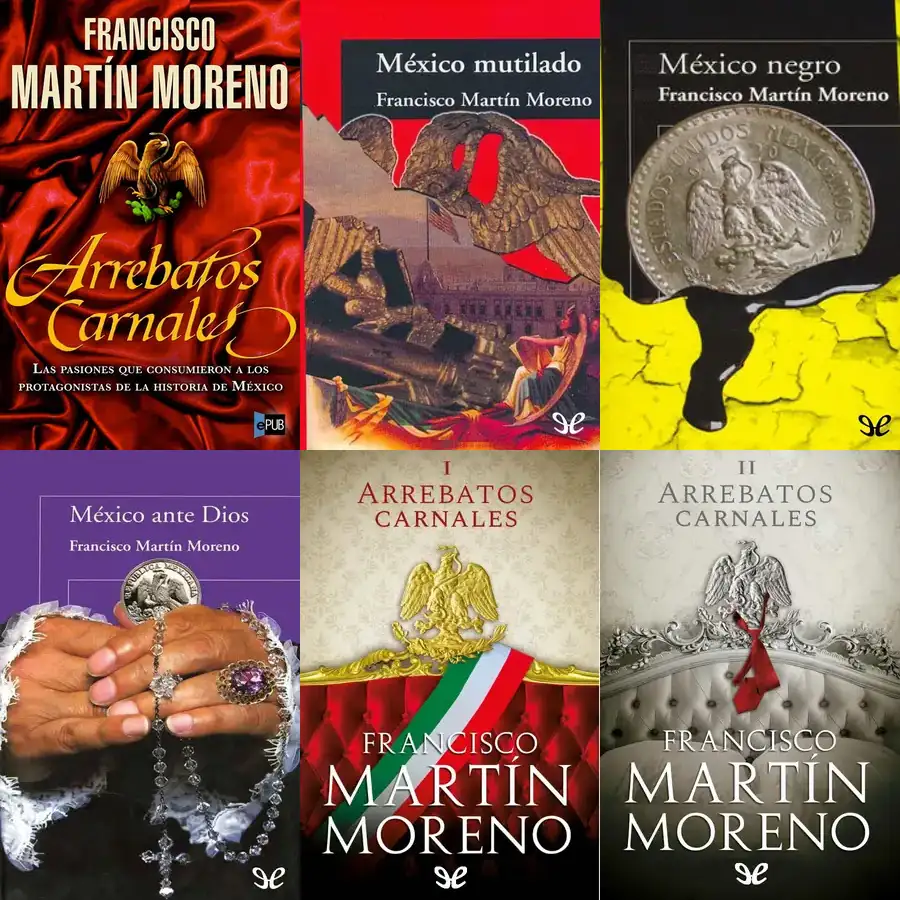 FRANCISCO
MARTÍN MORENO
Arrebatos
Carnales
LAS PASIONES QUE CONSUMIERON A LOS
PROTAGONISTAS DE LA HISTORIA DE MÉXICO
ePUB
México mutilado
Francisco Martín Moreno
México negro
Francisco Martín Moreno
ESTADOS UNIDOS MEXICANOS
México ante Dios
Francisco Martín Moreno
REPUBLICA MEXICANA
I
ARREBATOS
CARNALES
FRANCISCO
MARTÍN
MORENO
II
ARREBATOS
CARNALES
FRANCISCO
MARTÍN
MORENO